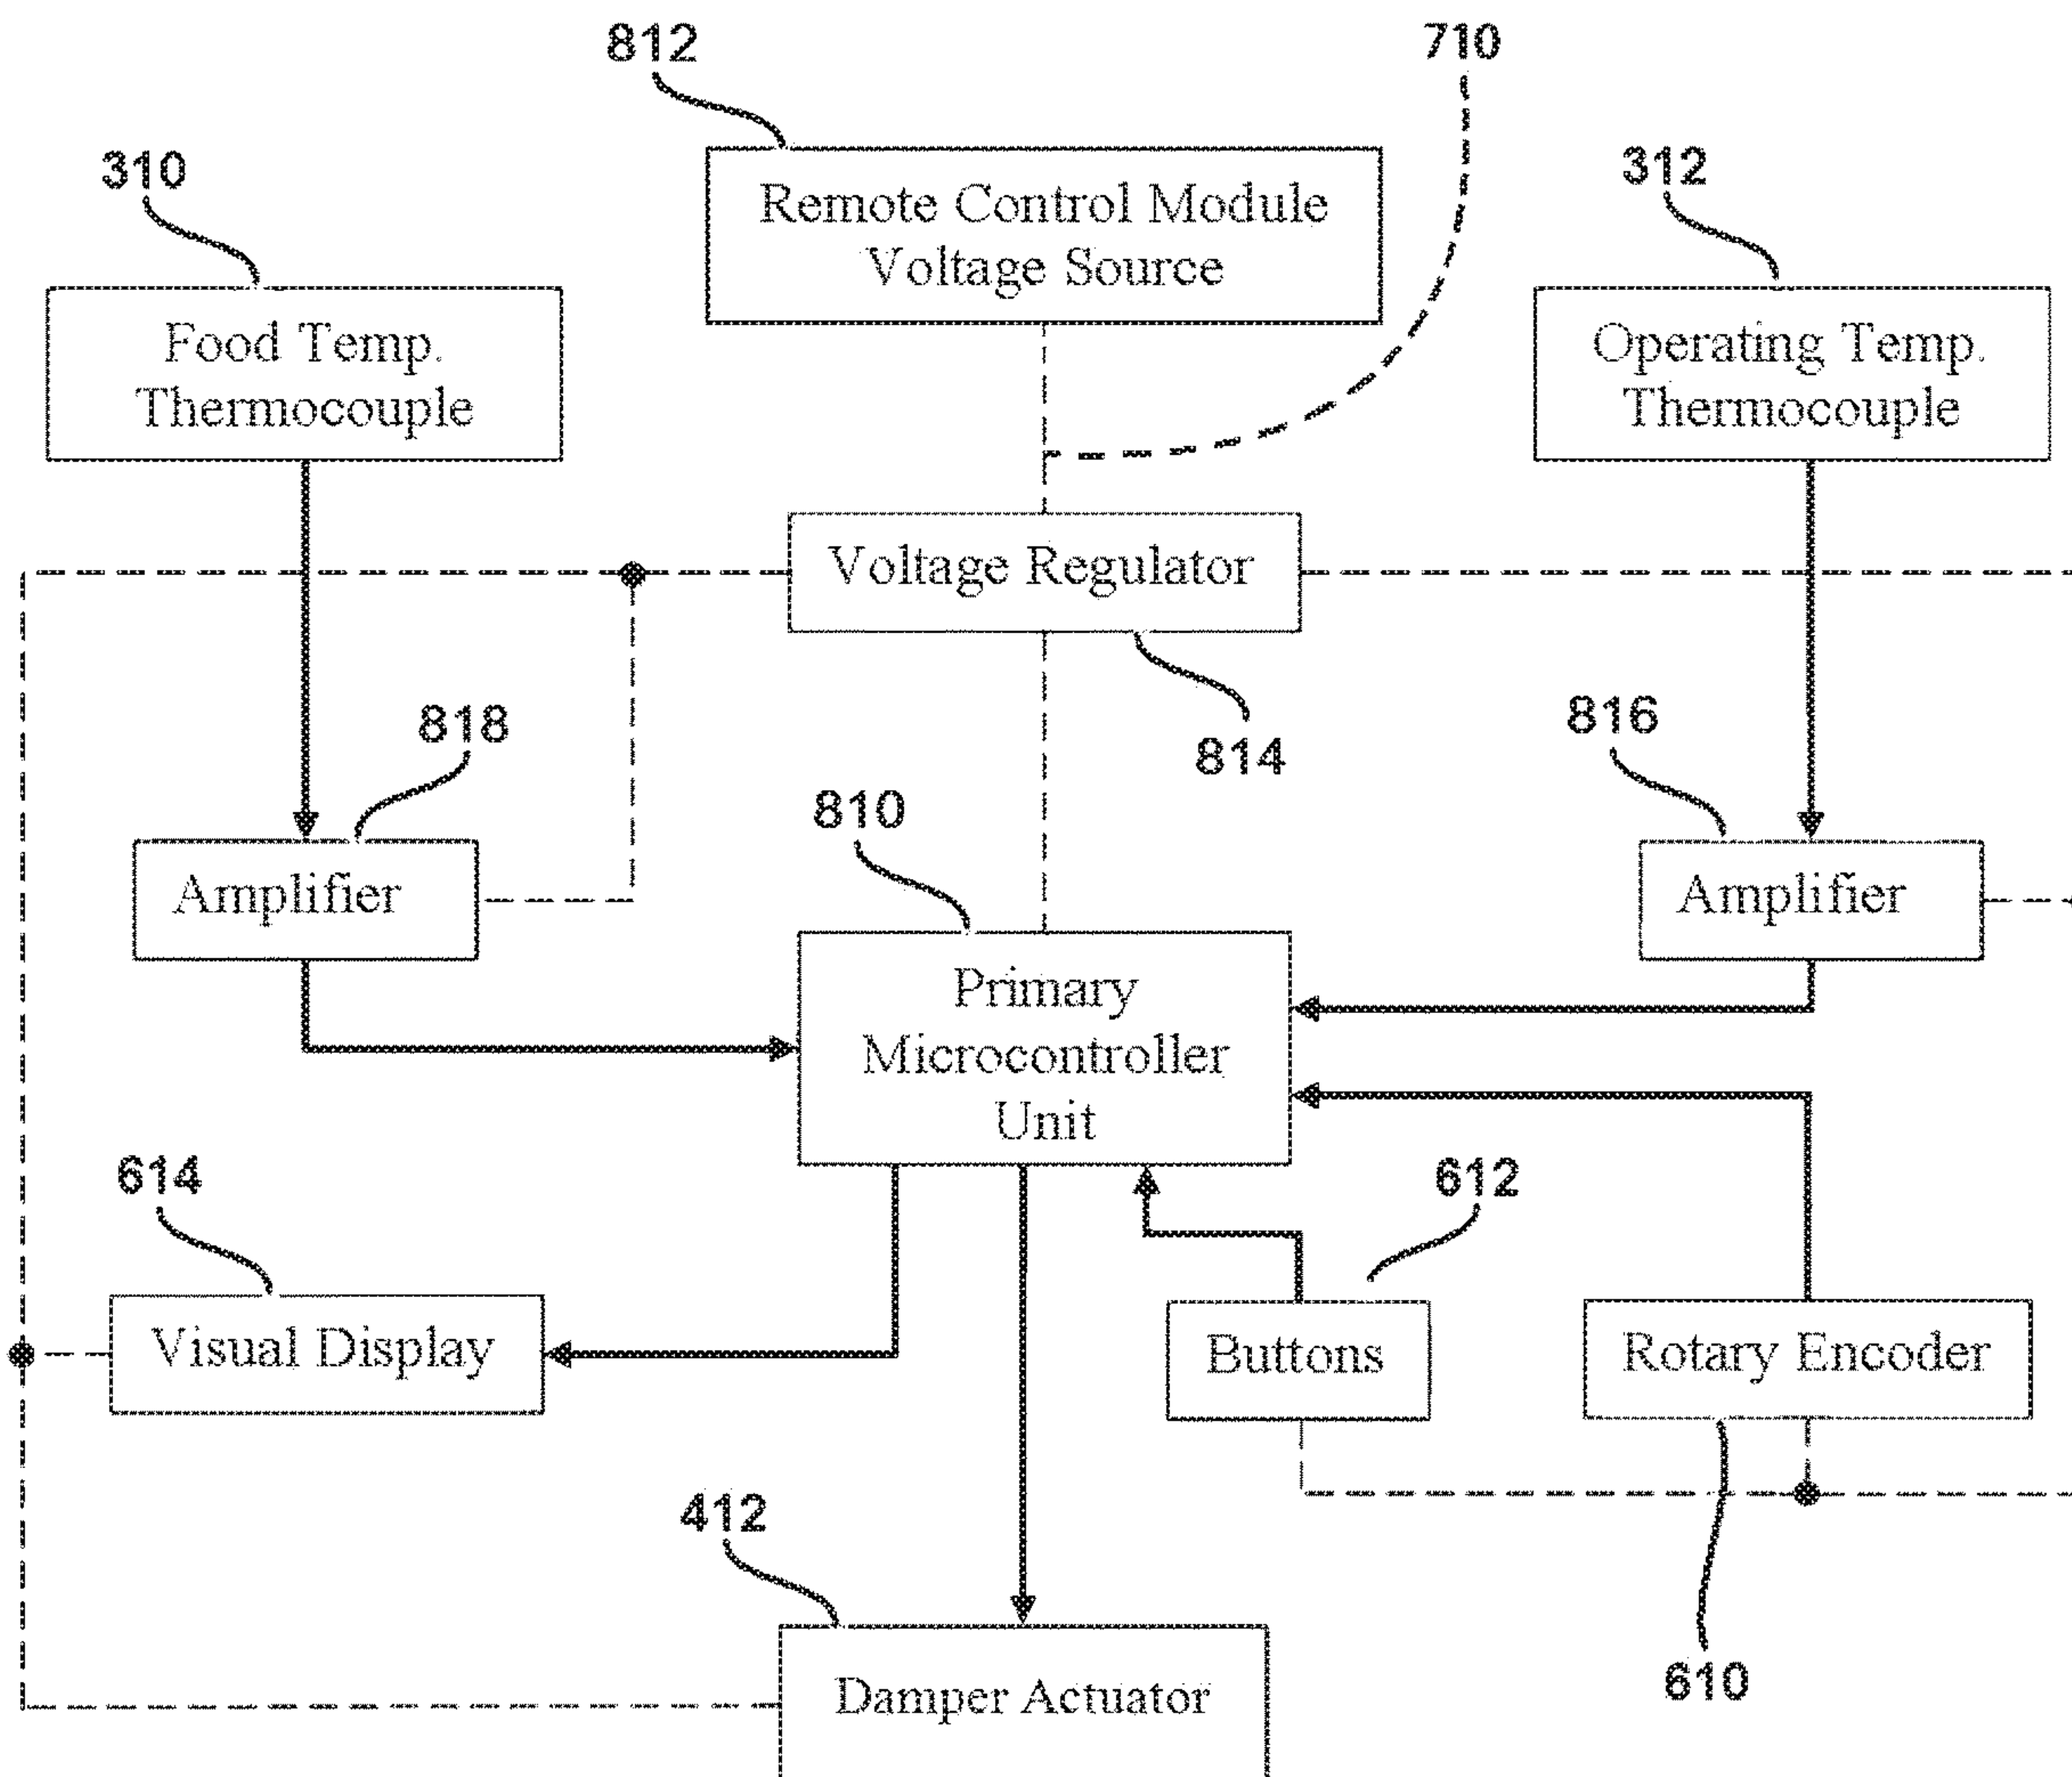 812
710
310
312
Remote Control Module
Voltage Source
Food Temp.
Thermocouple
Operating Temp.
Thermocouple
Voltage Regulator
818
814
816
810
Amplifier
Amplifier
Primary
Microcontroller
Unit
614
612
Visual Display
Buttons
Rotary Encoder
412
610
Damper Actuator